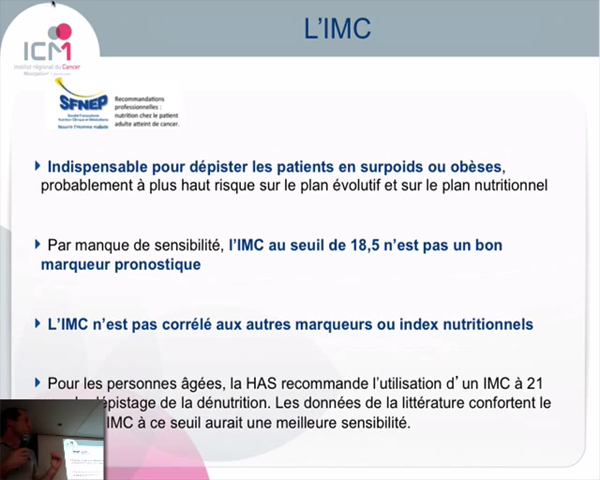 L'IMC
ICM
Institut régional du Cancer
SFNEP
Nourrir l'Homme malade
Recommandations
professionnelles :
nutrition chez le patient
adulte atteint de cancer.
Indispensable pour dépister les patients en surpoids ou obèses,
probablement à plus haut risque sur le plan évolutif et sur le plan nutritionnel
Par manque de sensibilité, l'IMC au seuil de 18,5 n'est pas un bon
marqueur pronostique
L'IMC n'est pas corrélé aux autres marqueurs ou index nutritionnels
Pour les personnes âgées, la HAS recommande l'utilisation d'un IMC à 21
dépistage de la dénutrition. Les données de la littérature confortent le
IMC à ce seuil aurait une meilleure sensibilité.